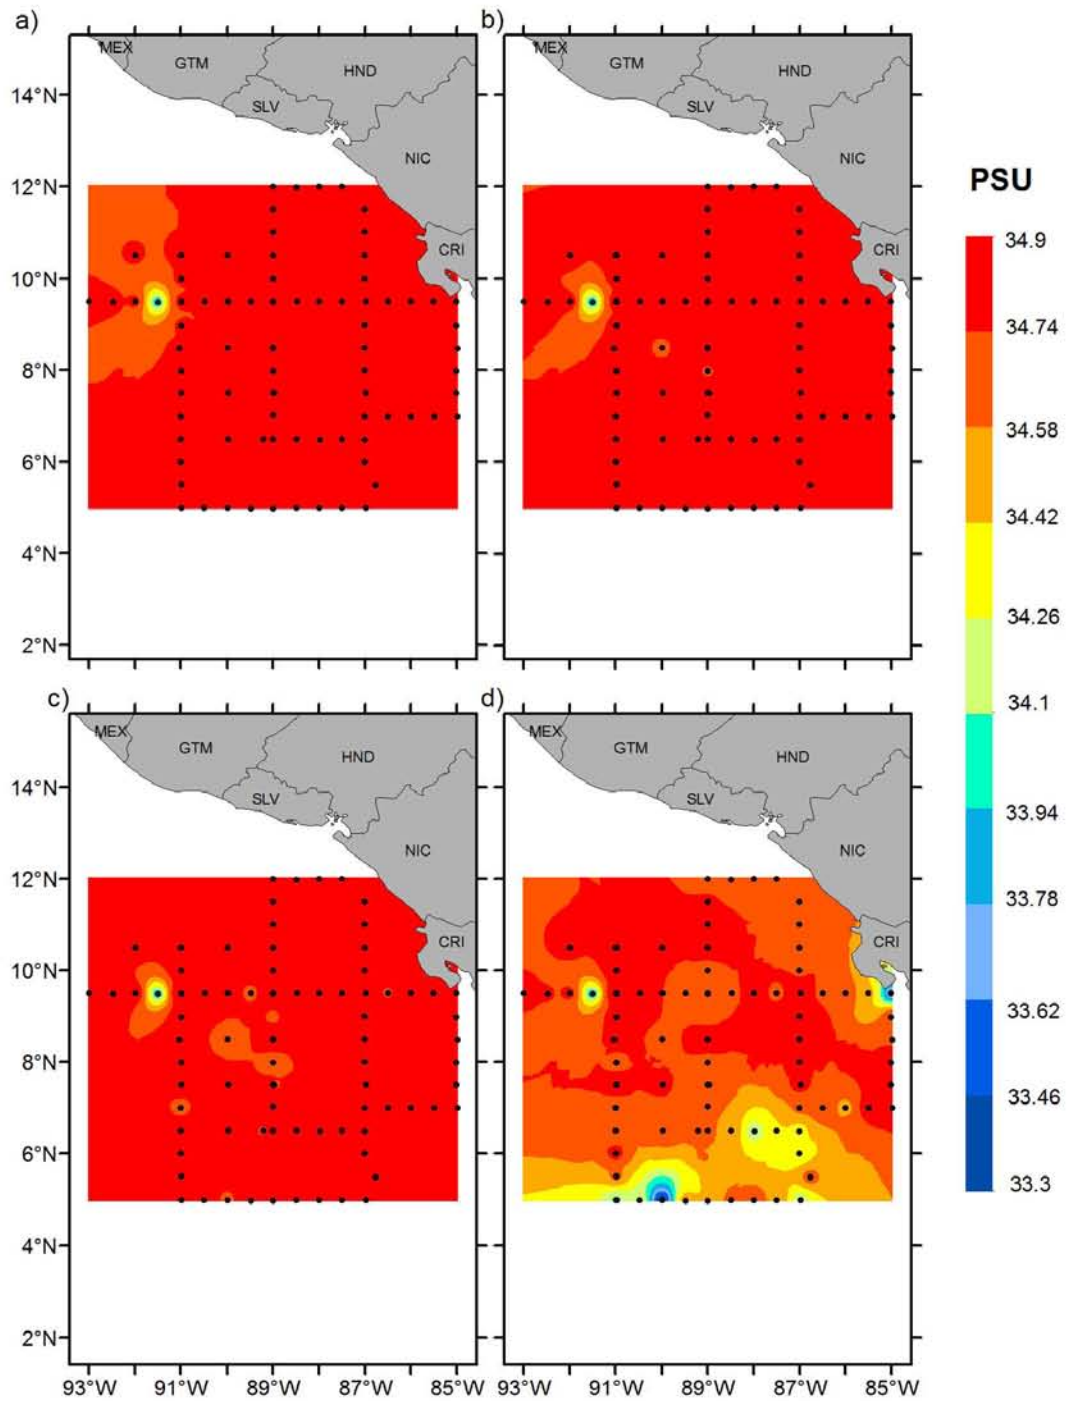 a)
MEX
GTM
HND
SLV
NIC
CRI
14°N
12°N
10°N
8°N
6°N
4°N
2°N
b)
MEX
GTM
HND
SLV
NIC
CRI
PSU
34.9
34.74
34.58
34.42
34.26
34.1
33.94
33.78
33.62
33.46
33.3
c)
MEX
GTM
HND
SLV
NIC
CRI
14°N
12°N
10°N
8°N
6°N
4°N
2°N
93°W 91°W 89°W 87°W 85°W
d)
MEX
GTM
HND
SLV
NIC
CRI
93°W 91°W 89°W 87°W 85°W